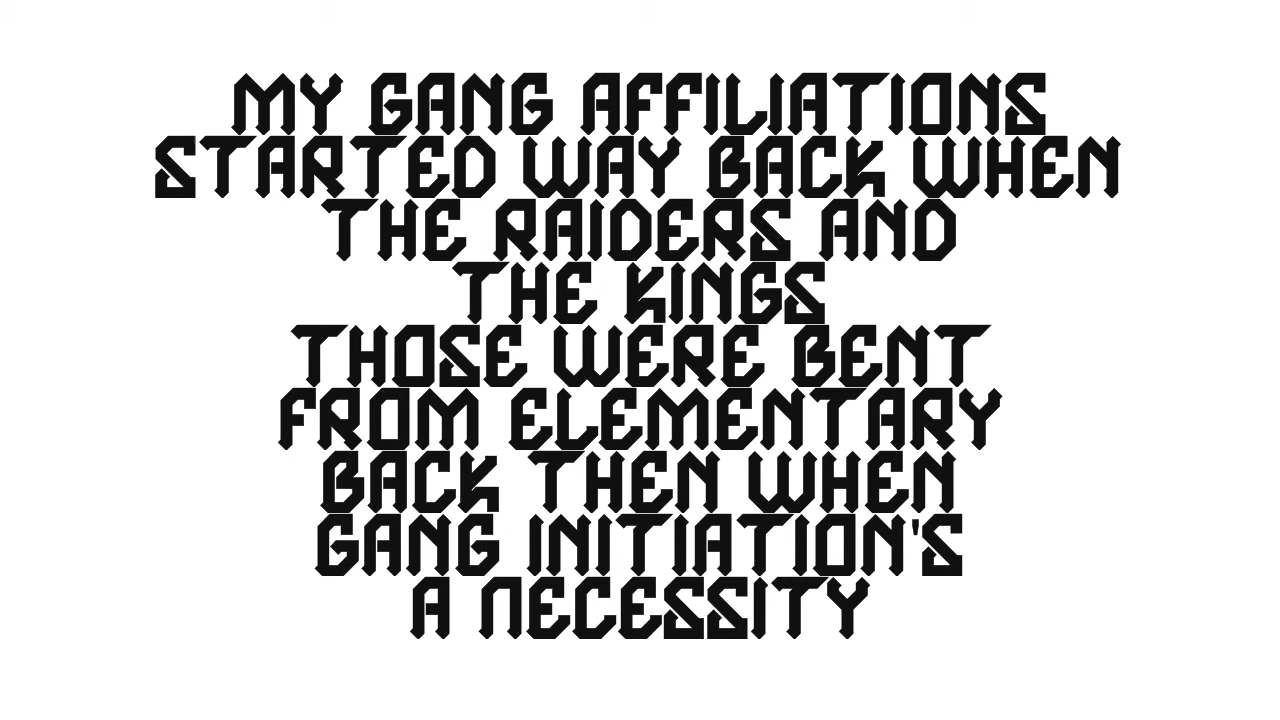 MY GANG AFFILIATIONS
STARTED WAY BACK WHEN
THE RAIDERS AND
THE KINGS
THOSE WERE BENT
FROM ELEMENTARY
BACK THEN WHEN
GANG INITIATION'S
A NECESSITY